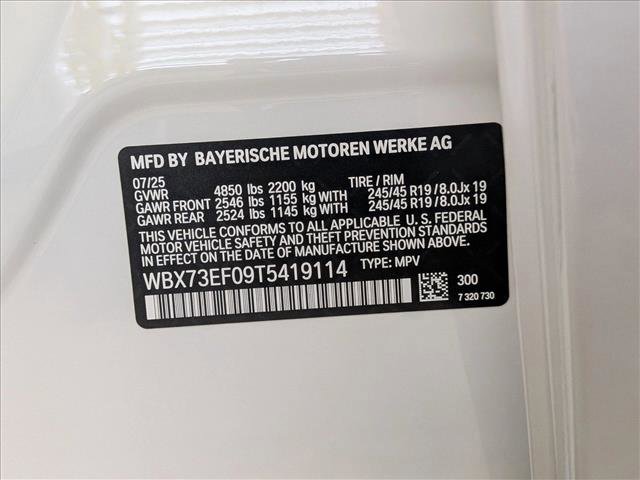 MFD BY BAYERISCHE MOTOREN WERKE AG
07/25 TIRE / RIM
GVWR 4850 lbs 2200 kg
GAWR FRONT 2546 lbs 1155 kg WITH 245/45 R19 / 8.0Jx 19
GAWR REAR 2524 lbs 1145 kg WITH 245/45 R19 / 8.0Jx 19
THIS VEHICLE CONFORMS TO ALL APPLICABLE U. S. FEDERAL
MOTOR VEHICLE SAFETY AND THEFT PREVENTION STANDARDS
IN EFFECT ON THE DATE OF MANUFACTURE SHOWN ABOVE.
WBX73EF09T5419114 TYPE: MPV
300
7 320 730